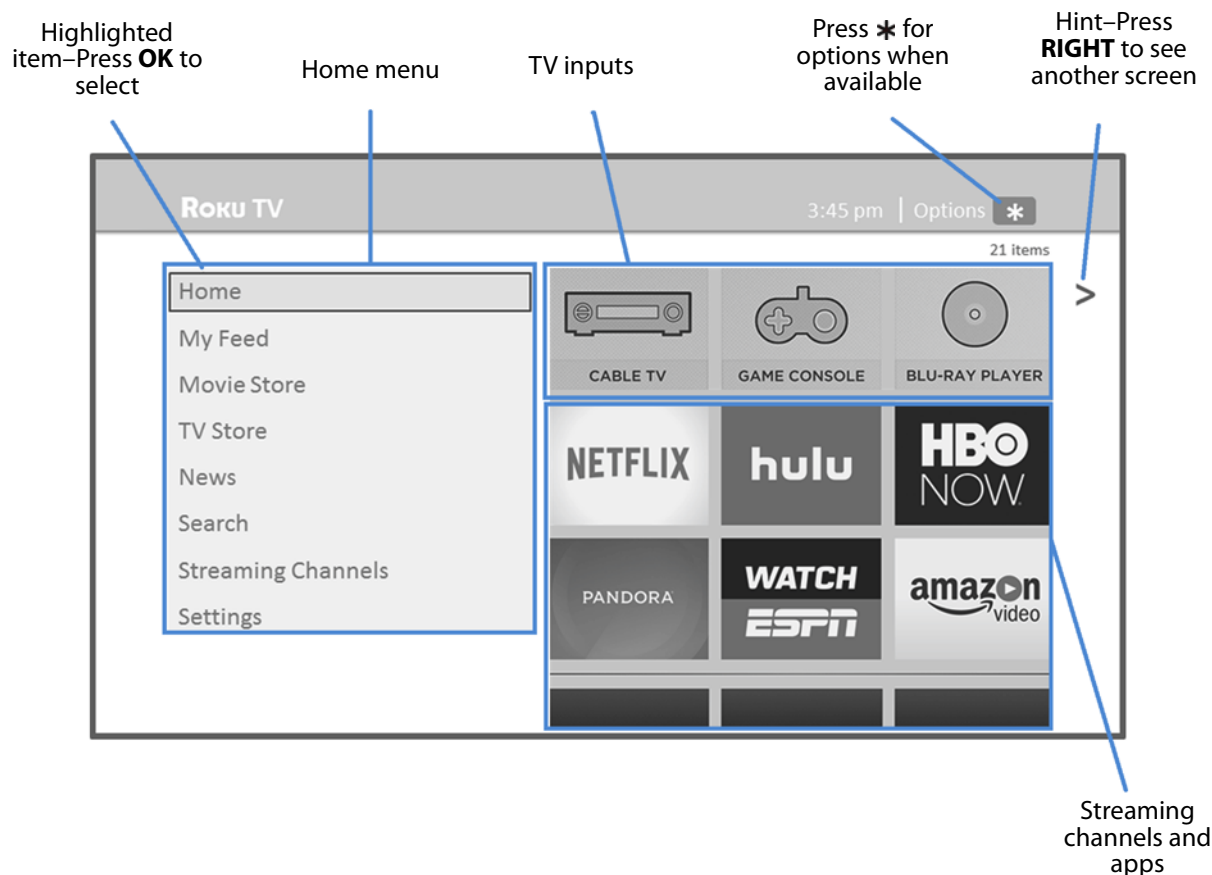 Highlighted
item–Press OK to
select
Home menu
TV inputs
Press * for
options when
available
Hint–Press
RIGHT to see
another screen
ROKU TV
3:45 pm | Options *
21 items
Home
My Feed
Movie Store
TV Store
News
Search
Streaming Channels
Settings
>
CABLE TV
GAME CONSOLE
BLU-RAY PLAYER
NETFLIX
hulu
HBO
NOW
PANDORA
WATCH
ESPN
amazon
video
Streaming
channels and
apps